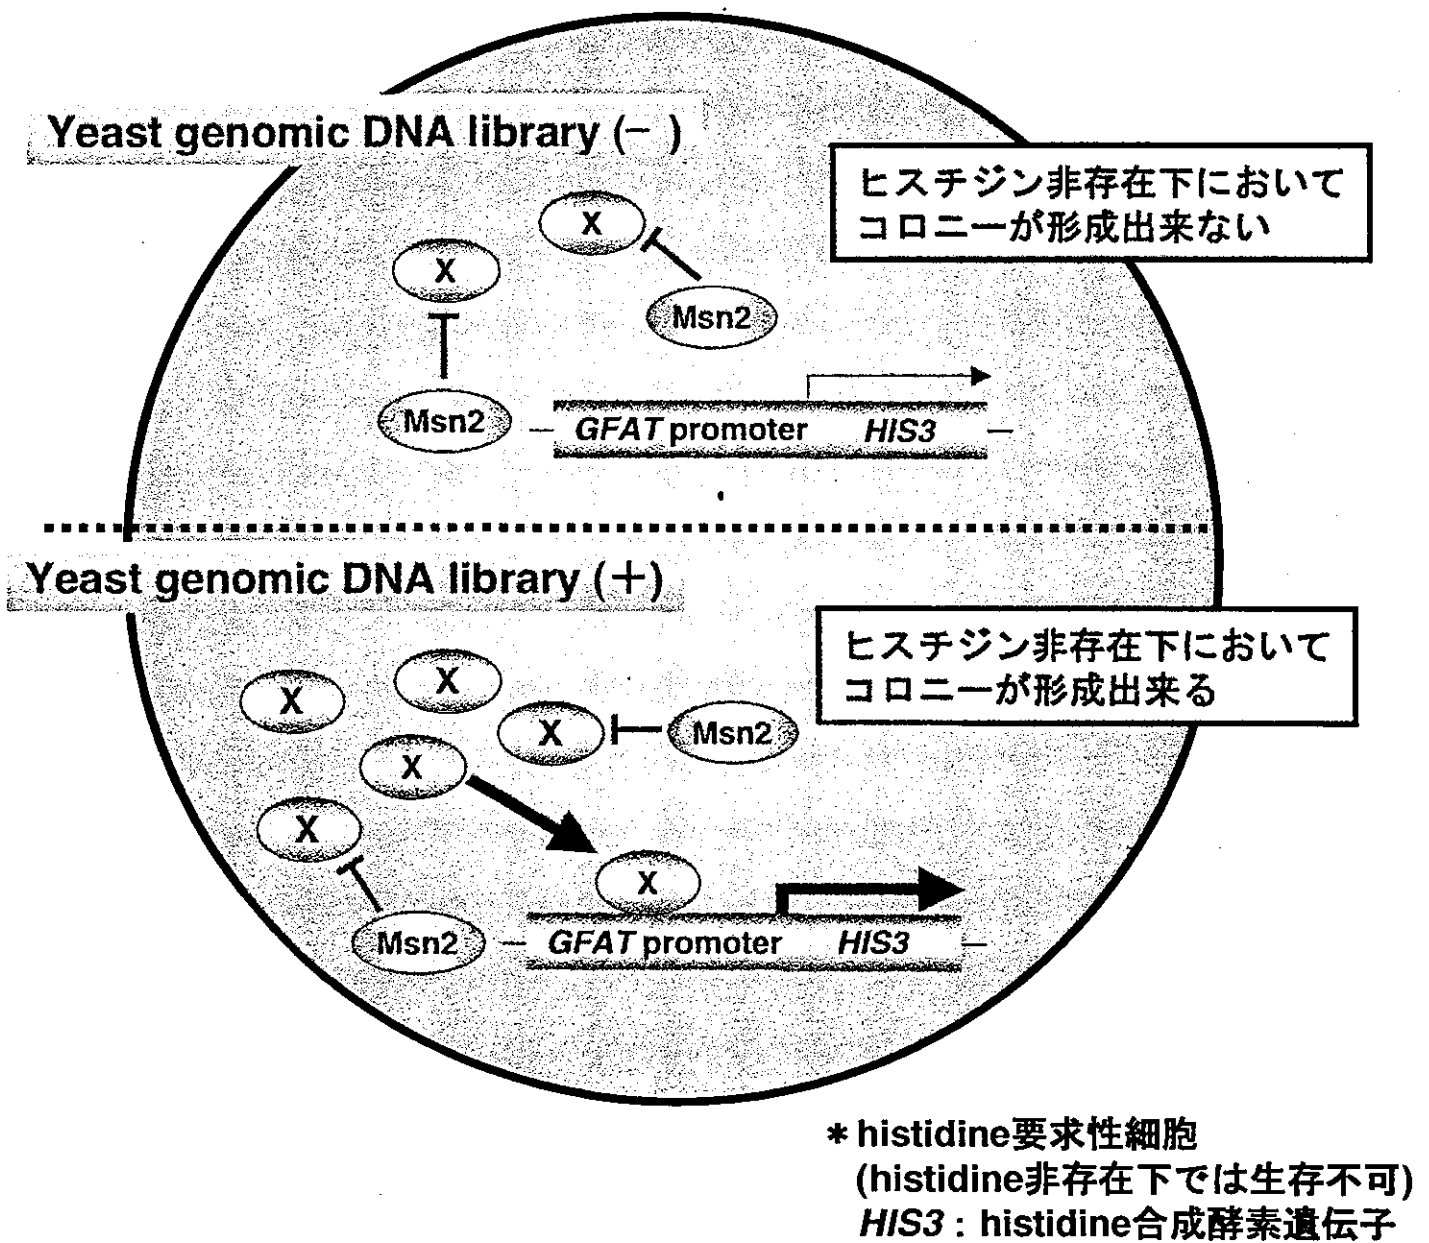 Yeast genomic DNA library (− )
ヒスチジン非存在下において
コロニーが形成出来ない
X
X
Msn2
Msn2
GFAT promoter HIS3
Yeast genomic DNA library (+)
ヒスチジン非存在下において
コロニーが形成出来る
X
X
X
Msn2
X
X
X
Msn2
GFAT promoter HIS3
* histidine要求性細胞
(histidine非存在下では生存不可)
HIS3 : histidine合成酵素遺伝子